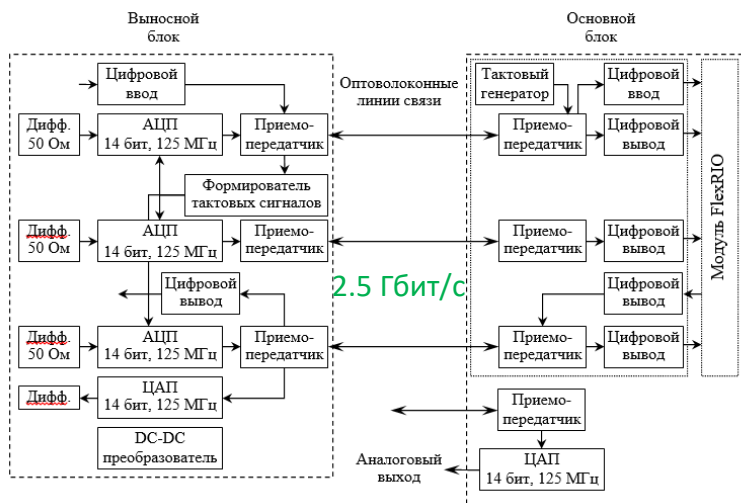 Выносной
блок
Цифровой
ввод
Дифф.
50 Ом
АЦП
14 бит, 125 МГц
Приемо-
передатчик
Формирователь
тактовых сигналов
Дифф.
50 Ом
АЦП
14 бит, 125 МГц
Приемо-
передатчик
Цифровой
вывод
Дифф.
50 Ом
АЦП
14 бит, 125 МГц
Приемо-
передатчик
Дифф.
ЦАП
14 бит, 125 МГц
DC-DC
преобразователь
Оптоволоконные
линии связи
2.5 Гбит/с
Основной
блок
Тактовый
генератор
Цифровой
ввод
Приемо-
передатчик
Цифровой
вывод
Приемо-
передатчик
Цифровой
вывод
Цифровой
вывод
Приемо-
передатчик
Цифровой
вывод
Модуль FlexRIO
Приемо-
передатчик
Аналоговый
выход
ЦАП
14 бит, 125 МГц